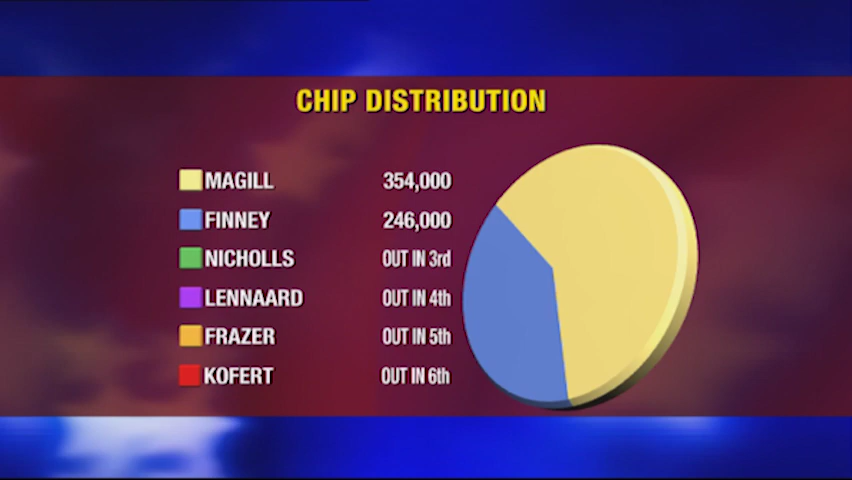 CHIP DISTRIBUTION
MAGILL 354,000
FINNEY 246,000
NICHOLLS OUT IN 3rd
LENNAARD OUT IN 4th
FRAZER OUT IN 5th
KOFERT OUT IN 6th